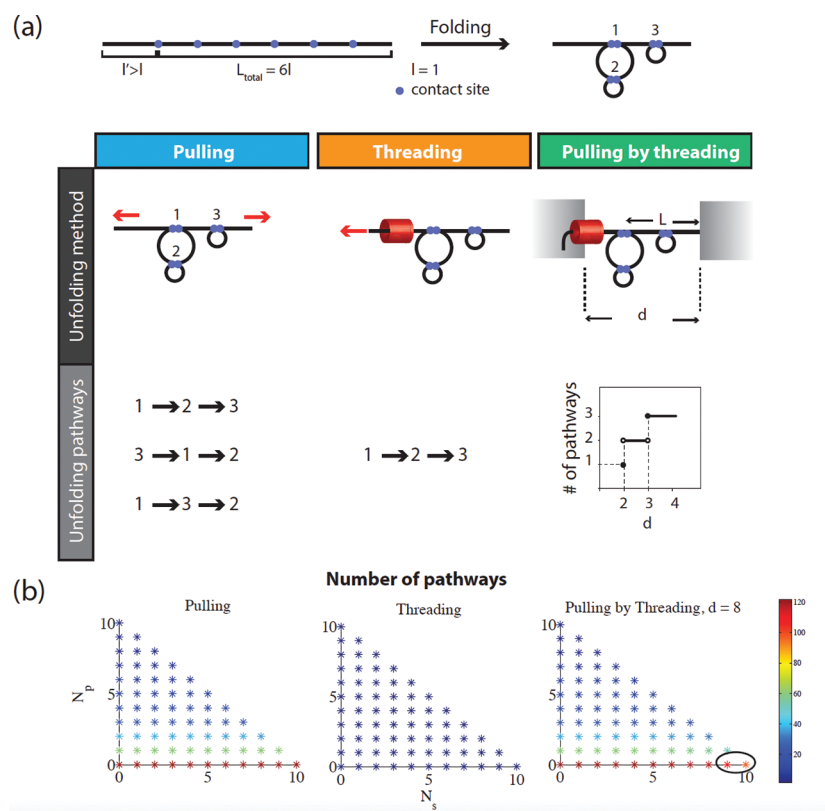 (a)
Folding
1 3
2
l'>l
L_total = 6l
l = 1
contact site
Pulling
Threading
Pulling by threading
Unfolding method
1 3
2
L
d
Unfolding pathways
1 → 2 → 3
3 → 1 → 2
1 → 3 → 2
1 → 2 → 3
# of pathways
3
2
1
2 3 4
d
(b)
Number of pathways
Pulling
10
5
0
N_p
0 5 10
Threading
10
5
0
0 5 10
N_s
Pulling by Threading, d = 8
10
5
0
0 5 10
120
100
80
60
40
20